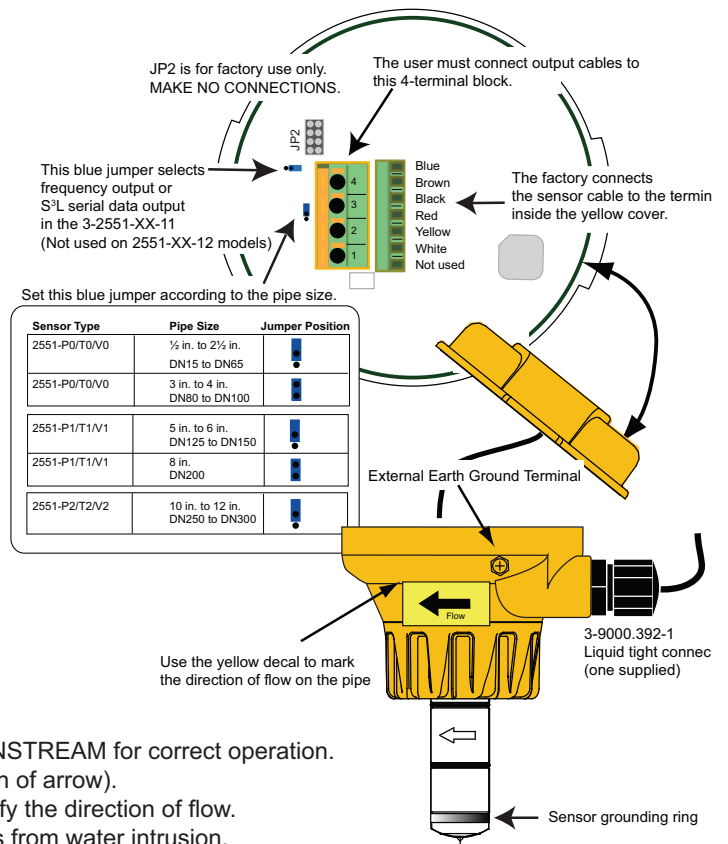 JP2 is for factory use only.
MAKE NO CONNECTIONS.
The user must connect output cables to
this 4-terminal block.
JP2
This blue jumper selects
frequency output or
S³L serial data output
in the 3-2551-XX-11
(Not used on 2551-XX-12 models)
4
3
2
1
Blue
Brown
Black
Red
Yellow
White
Not used
The factory connects
the sensor cable to the termin
inside the yellow cover.
Set this blue jumper according to the pipe size.
Sensor Type Pipe Size Jumper Position
2551-P0/T0/V0 ½ in. to 2½ in.
DN15 to DN65
2551-P0/T0/V0 3 in. to 4 in.
DN80 to DN100
2551-P1/T1/V1 5 in. to 6 in.
DN125 to DN150
2551-P1/T1/V1 8 in.
DN200
2551-P2/T2/V2 10 in. to 12 in.
DN250 to DN300
External Earth Ground Terminal
Flow
3-9000.392-1
Liquid tight connec
(one supplied)
Use the yellow decal to mark
the direction of flow on the pipe
NSTREAM for correct operation.
n of arrow).
fy the direction of flow.
s from water intrusion.
Sensor grounding ring